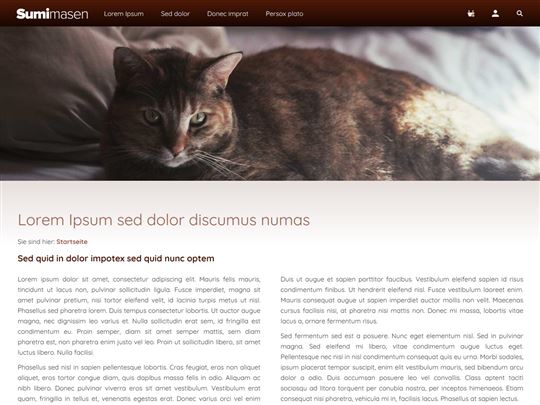 Sumimasen
Lorem Ipsum
Sed dolor
Donec imprat
Persox plato
Lorem Ipsum sed dolor discumus numas
Sie sind hier: Startseite
Sed quid in dolor impotex sed quid nunc optem
Lorem ipsum dolor sit amet, consectetur adipiscing elit. Mauris felis mauris,
tincidunt ut lacus non, pulvinar sollicitudin ligula. Fusce imperdiet, magna sit
amet pulvinar pretium, nisi tortor eleifend velit, id lacinia turpis metus ut nisl.
Phasellus sed pharetra erat. Duis tempus consectetur lobortis. Ut auctor augue
magna, nec dignissim leo varius et. Nulla sollicitudin erat sem, id fringilla est
condimentum eu. Proin semper, diam sit amet semper mattis, sem diam
pharetra eros, non pharetra enim justo vel leo. Proin ut sollicitudin libero, sit amet
luctus libero. Nulla facilisi.
Phasellus sed nisl in sapien pellentesque lobortis. Cras feugiat, eros non aliquet
aliquet, eros tortor congue diam, quis dapibus massa felis in odio. Aliquam ac
nibh libero. Donec pulvinar viverra eros sit amet vestibulum. Vestibulum erat
quam, fringilla in tellus et, venenatis egestas erat. Donec varius orci vel enim
Duis ut augue et sapien porttitor faucibus. Vestibulum eleifend sapien id risus
condimentum finibus. Ut hendrerit eleifend nisl. Fusce vestibulum laoreet enim.
Mauris consequat augue ut sapien imperdiet auctor mollis non velit. Maecenas
cursus facilisis nisi, at pharetra risus mattis non. Donec mi massa, lobortis vitae
lacus a, ornare fermentum risus.
Sed fermentum sed est a posuere. Nunc eget elementum nisl. Sed in pulvinar
magna. Sed eleifend mi libero, vitae condimentum augue luctus eget.
Pellentesque nec nisi in nisl condimentum consequat quis eu urna. Morbi sodales,
ipsum placerat tempor suscipit, enim elit vestibulum sem, sed bibendum arcu
dolor a odio. Duis accumsan posuere leo vel convallis. Class aptent taciti
sociosqu ad litora torquent per conubia nostra, per inceptos himenaeos. Etiam
consequat nisi pharetra, vehicula mi in, facilisis lacus. Phasellus at sapien lectus.